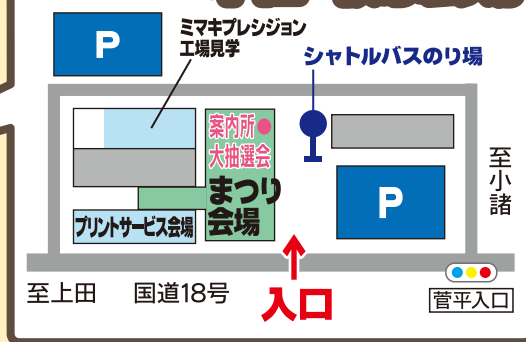 P
ミマキプレシジョン
工場見学
シャトルバスのり場
案内所
大抽選会
まつり
会場
P
プリントサービス会場
至小諸
至上田
国道18号
入口
菅平入口